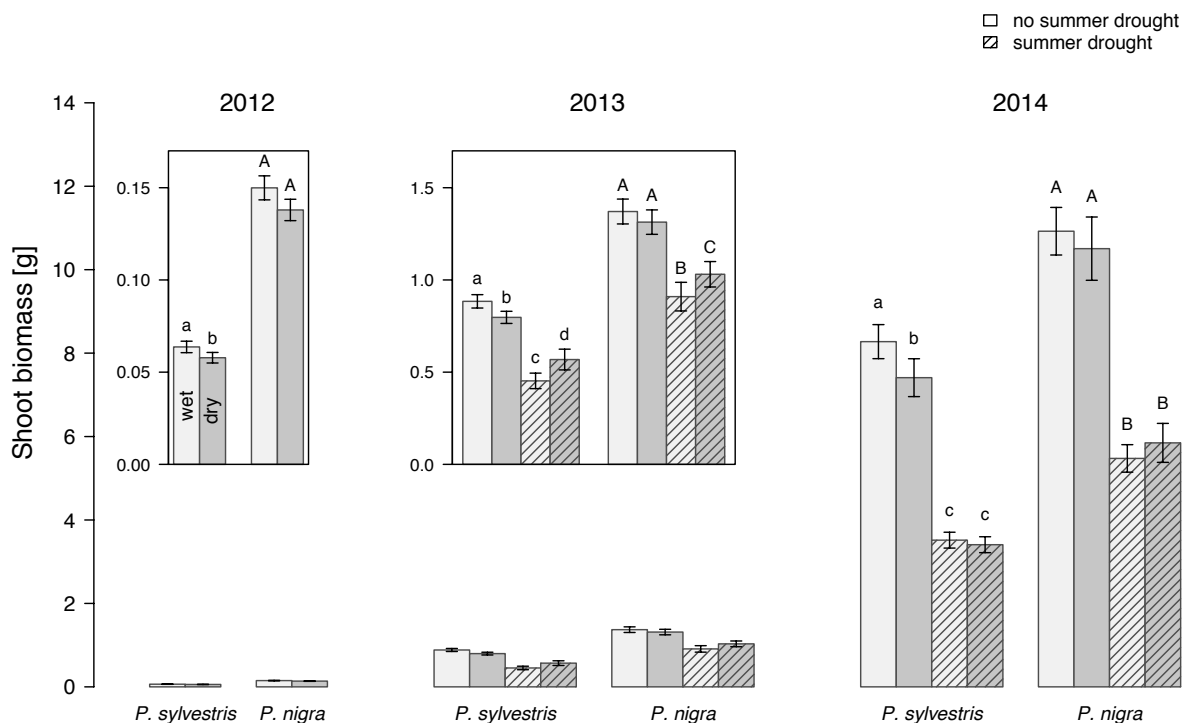 no summer drought
summer drought
2012
2013
2014
Shoot biomass [g]
14
12
10
8
6
4
2
0
0.15
0.10
0.05
0.00
A
A
a
b
wet
dry
1.5
1.0
0.5
0.0
a
b
c
d
A
A
B
C
a
b
c
c
A
A
B
B
P. sylvestris
P. nigra
P. sylvestris
P. nigra
P. sylvestris
P. nigra